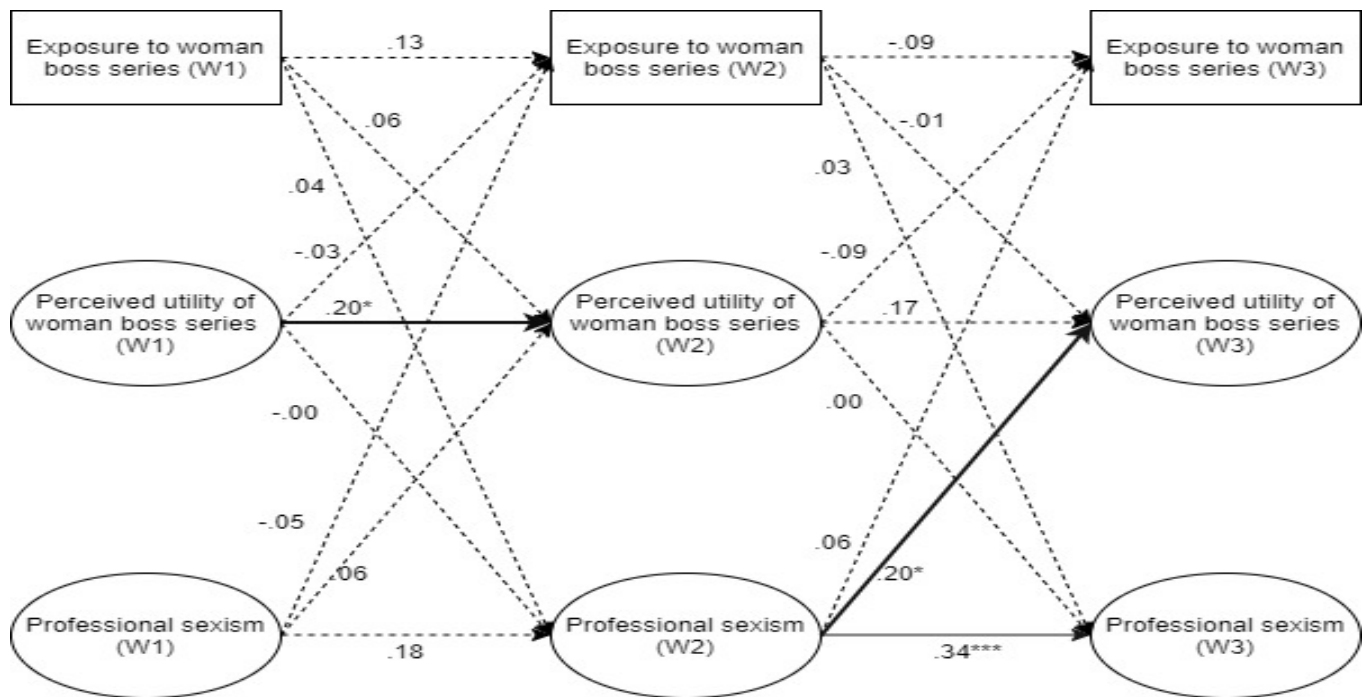 Exposure to woman
boss series (W1)
.13
Exposure to woman
boss series (W2)
-.09
Exposure to woman
boss series (W3)
.06
-.01
.04
.03
-.03
-.09
Perceived utility of
woman boss series
(W1)
.20*
Perceived utility of
woman boss series
(W2)
.17
Perceived utility of
woman boss series
(W3)
-.00
.00
-.05
.06
.06
.20*
Professional sexism
(W1)
.18
Professional sexism
(W2)
.34***
Professional sexism
(W3)